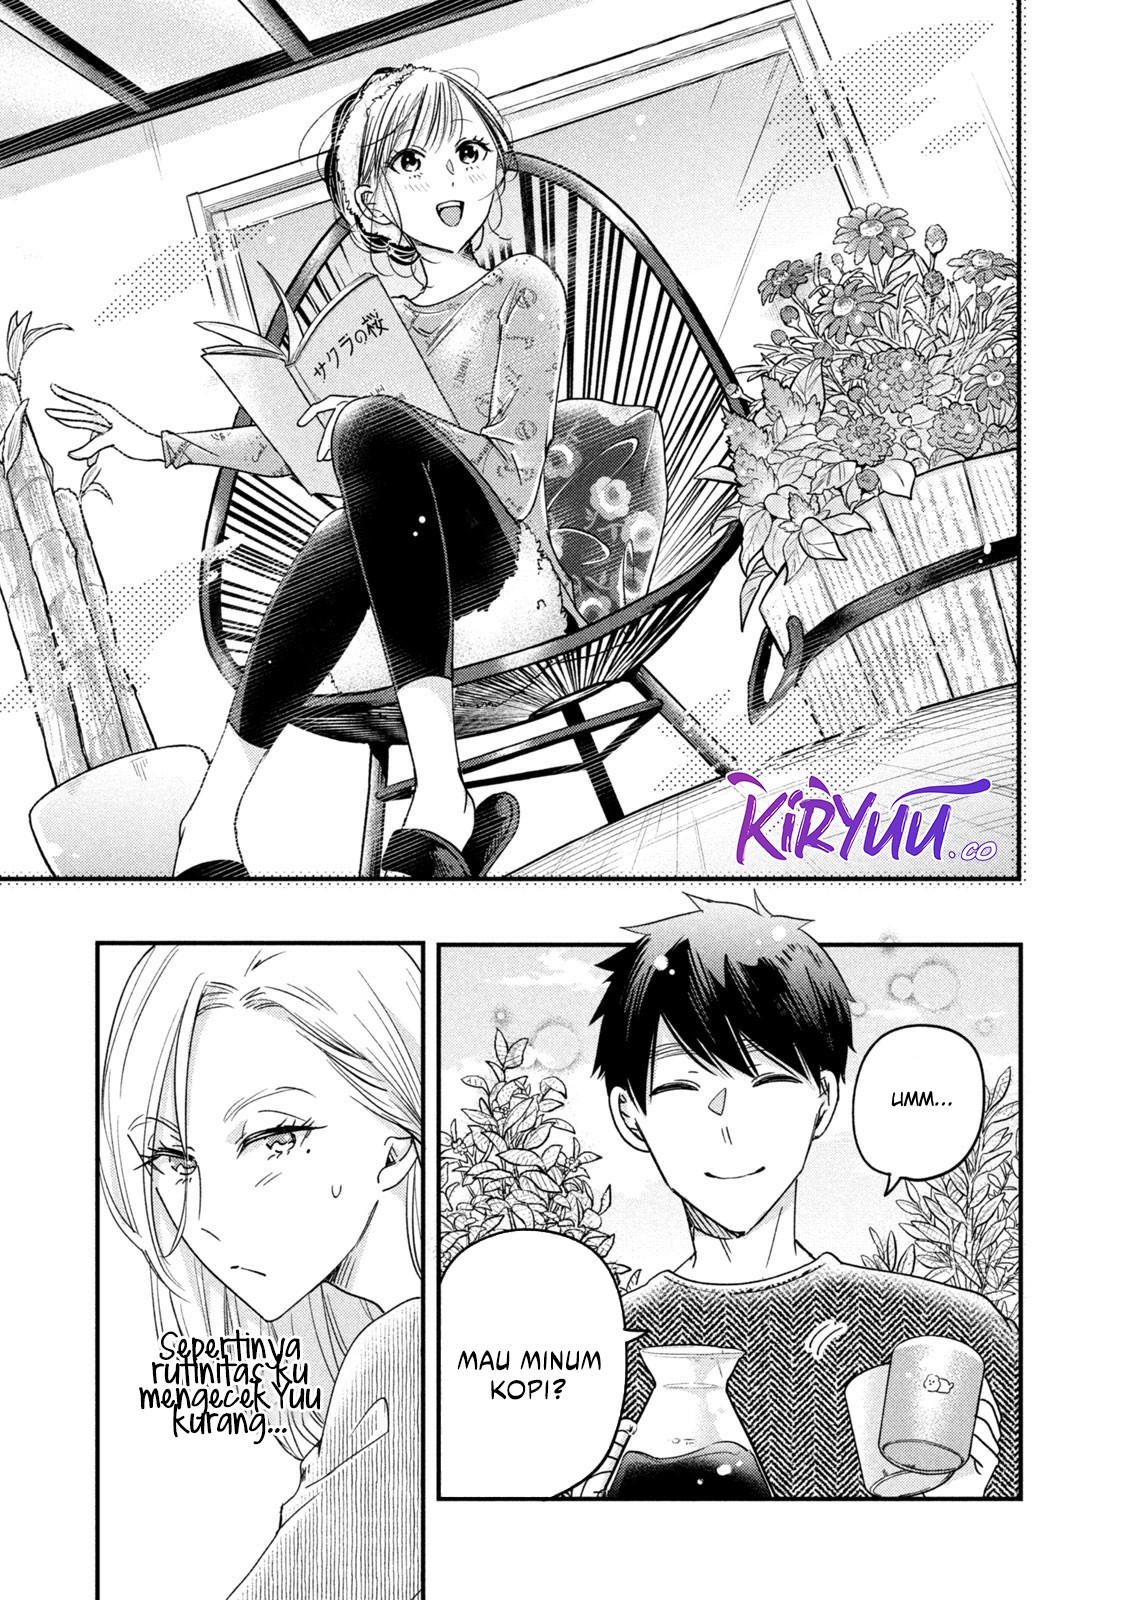 サクラの桜
KIRYUU.CO
UMM...
MAU MINUM
KOPI?
Sepertinya
rutinitas ku
mengecek Yuu
kurang...